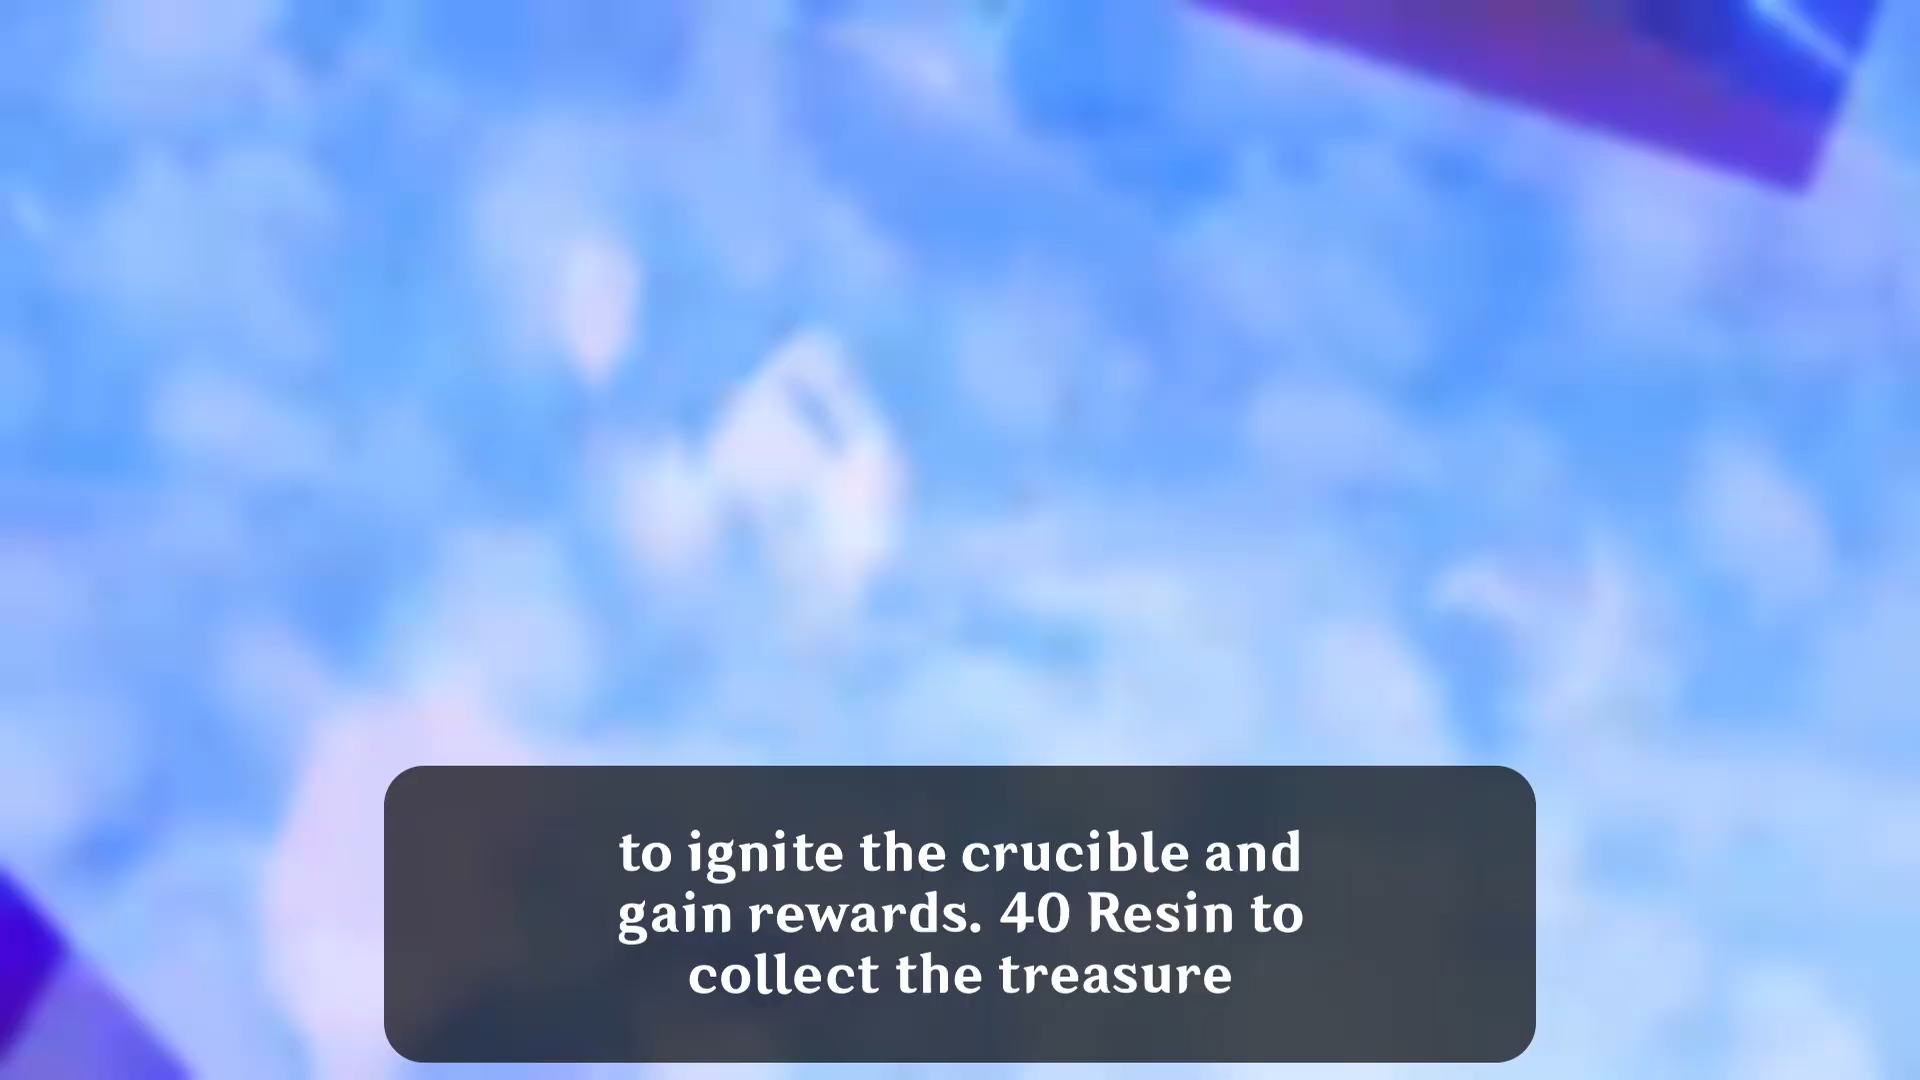 to ignite the crucible and
gain rewards. 40 Resin to
collect the treasure